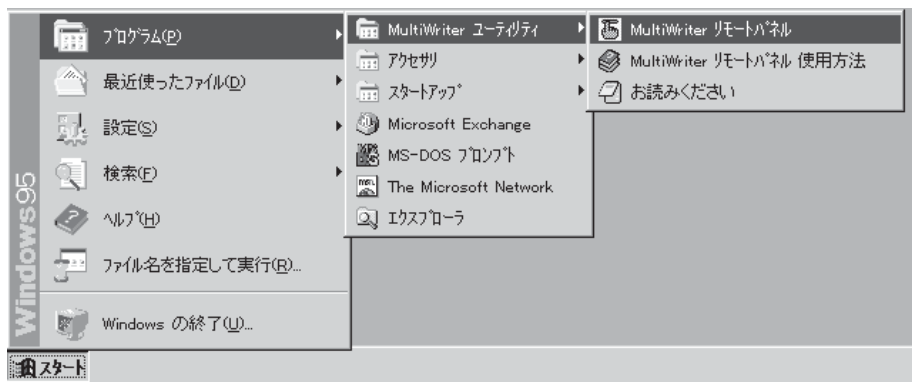 Windows95
プログラム(P)
最近使ったファイル(D)
設定(S)
検索(F)
ヘルプ(H)
ファイル名を指定して実行(R)...
Windows の終了(U)...
スタート
MultiWriter ユーティリティ
アクセサリ
スタートアップ
Microsoft Exchange
MS-DOS プロンプト
The Microsoft Network
エクスプローラ
MultiWriter リモートパネル
MultiWriter リモートパネル 使用方法
お読みください